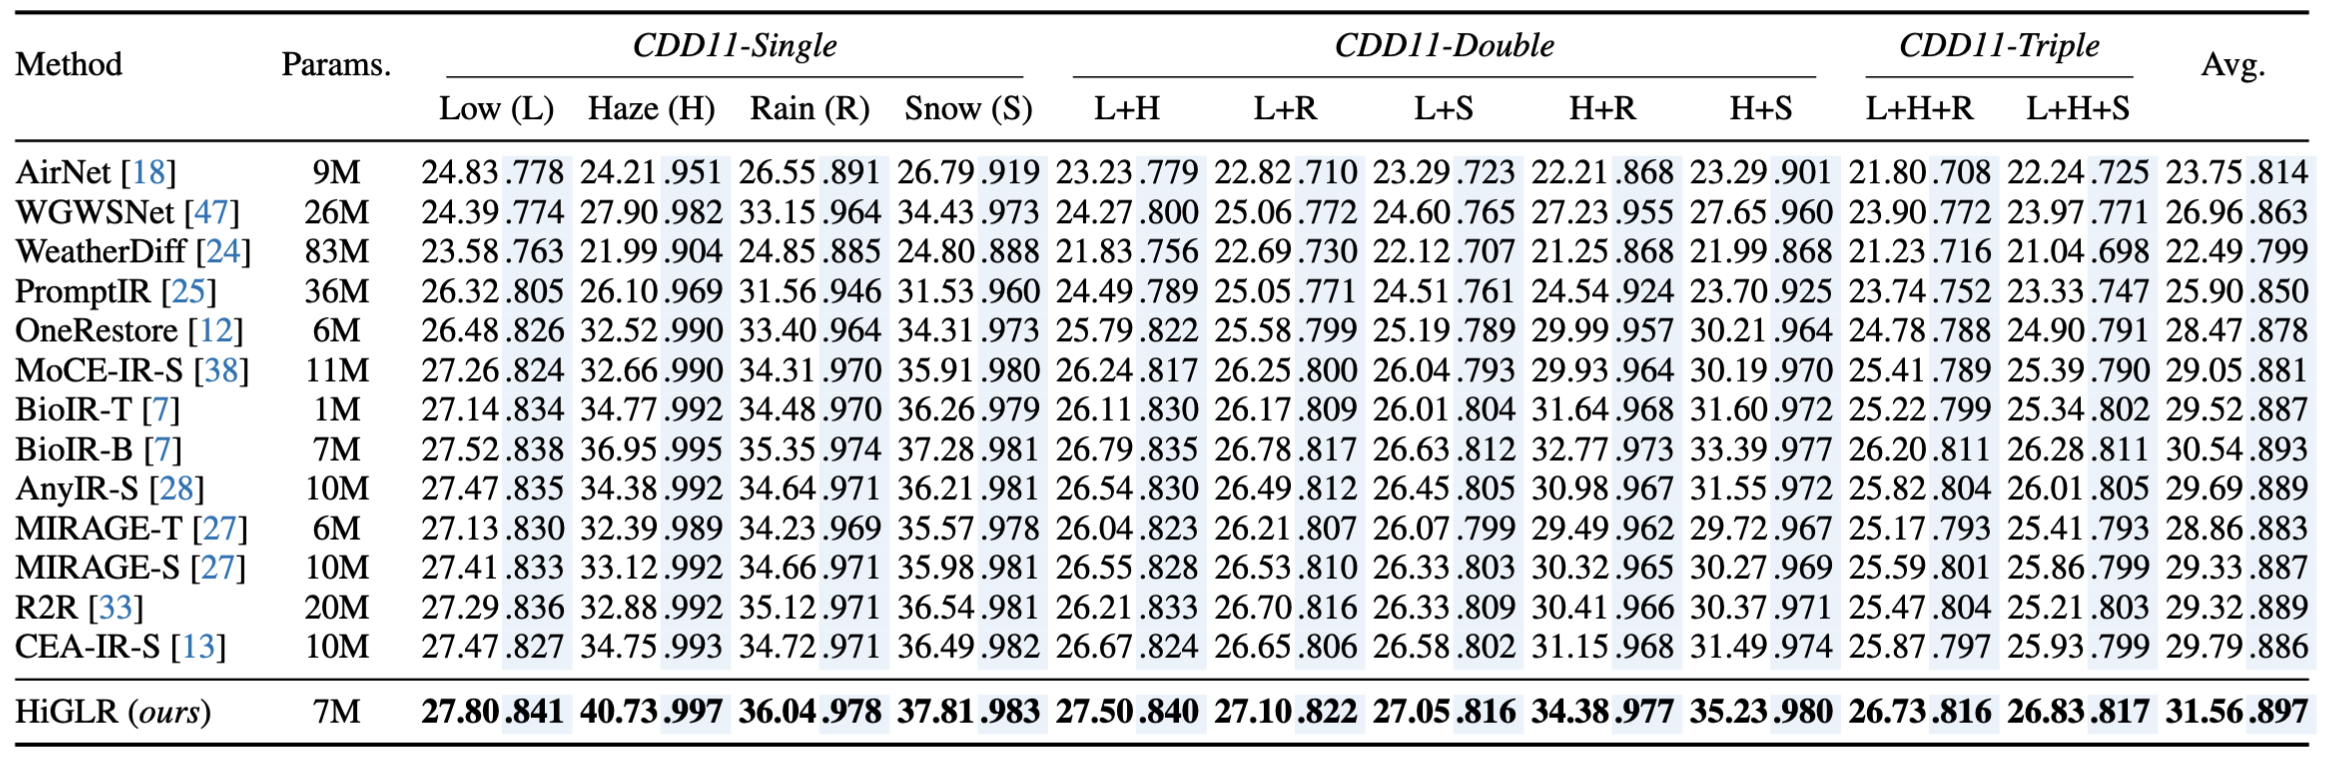 Method Params. CDD11-Single CDD11-Double CDD11-Triple Avg.
Low (L) Haze (H) Rain (R) Snow (S) L+H L+R L+S H+R H+S L+H+R L+H+S
AirNet [18] 9M 24.83 .778 24.21 .951 26.55 .891 26.79 .919 23.23 .779 22.82 .710 23.29 .723 22.21 .868 23.29 .901 21.80 .708 22.24 .725 23.75 .814
WGWSNet [47] 26M 24.39 .774 27.90 .982 33.15 .964 34.43 .973 24.27 .800 25.06 .772 24.60 .765 27.23 .955 27.65 .960 23.90 .772 23.97 .771 26.96 .863
WeatherDiff [24] 83M 23.58 .763 21.99 .904 24.85 .885 24.80 .888 21.83 .756 22.69 .730 22.12 .707 21.25 .868 21.99 .868 21.23 .716 21.04 .698 22.49 .799
PromptIR [25] 36M 26.32 .805 26.10 .969 31.56 .946 31.53 .960 24.49 .789 25.05 .771 24.51 .761 24.54 .924 23.70 .925 23.74 .752 23.33 .747 25.90 .850
OneRestore [12] 6M 26.48 .826 32.52 .990 33.40 .964 34.31 .973 25.79 .822 25.58 .799 25.19 .789 29.99 .957 30.21 .964 24.78 .788 24.90 .791 28.47 .878
MoCE-IR-S [38] 11M 27.26 .824 32.66 .990 34.31 .970 35.91 .980 26.24 .817 26.25 .800 26.04 .793 29.93 .964 30.19 .970 25.41 .789 25.39 .790 29.05 .881
BioIR-T [7] 1M 27.14 .834 34.77 .992 34.48 .970 36.26 .979 26.11 .830 26.17 .809 26.01 .804 31.64 .968 31.60 .972 25.22 .799 25.34 .802 29.52 .887
BioIR-B [7] 7M 27.52 .838 36.95 .995 35.35 .974 37.28 .981 26.79 .835 26.78 .817 26.63 .812 32.77 .973 33.39 .977 26.20 .811 26.28 .811 30.54 .893
AnyIR-S [28] 10M 27.47 .835 34.38 .992 34.64 .971 36.21 .981 26.54 .830 26.49 .812 26.45 .805 30.98 .967 31.55 .972 25.82 .804 26.01 .805 29.69 .889
MIRAGE-T [27] 6M 27.13 .830 32.39 .989 34.23 .969 35.57 .978 26.04 .823 26.21 .807 26.07 .799 29.49 .962 29.72 .967 25.17 .793 25.41 .793 28.86 .883
MIRAGE-S [27] 10M 27.41 .833 33.12 .992 34.66 .971 35.98 .981 26.55 .828 26.53 .810 26.33 .803 30.32 .965 30.27 .969 25.59 .801 25.86 .799 29.33 .887
R2R [33] 20M 27.29 .836 32.88 .992 35.12 .971 36.54 .981 26.21 .833 26.70 .816 26.33 .809 30.41 .966 30.37 .971 25.47 .804 25.21 .803 29.32 .889
CEA-IR-S [13] 10M 27.47 .827 34.75 .993 34.72 .971 36.49 .982 26.67 .824 26.65 .806 26.58 .802 31.15 .968 31.49 .974 25.87 .797 25.93 .799 29.79 .886
HiGLR (ours) 7M 27.80 .841 40.73 .997 36.04 .978 37.81 .983 27.50 .840 27.10 .822 27.05 .816 34.38 .977 35.23 .980 26.73 .816 26.83 .817 31.56 .897